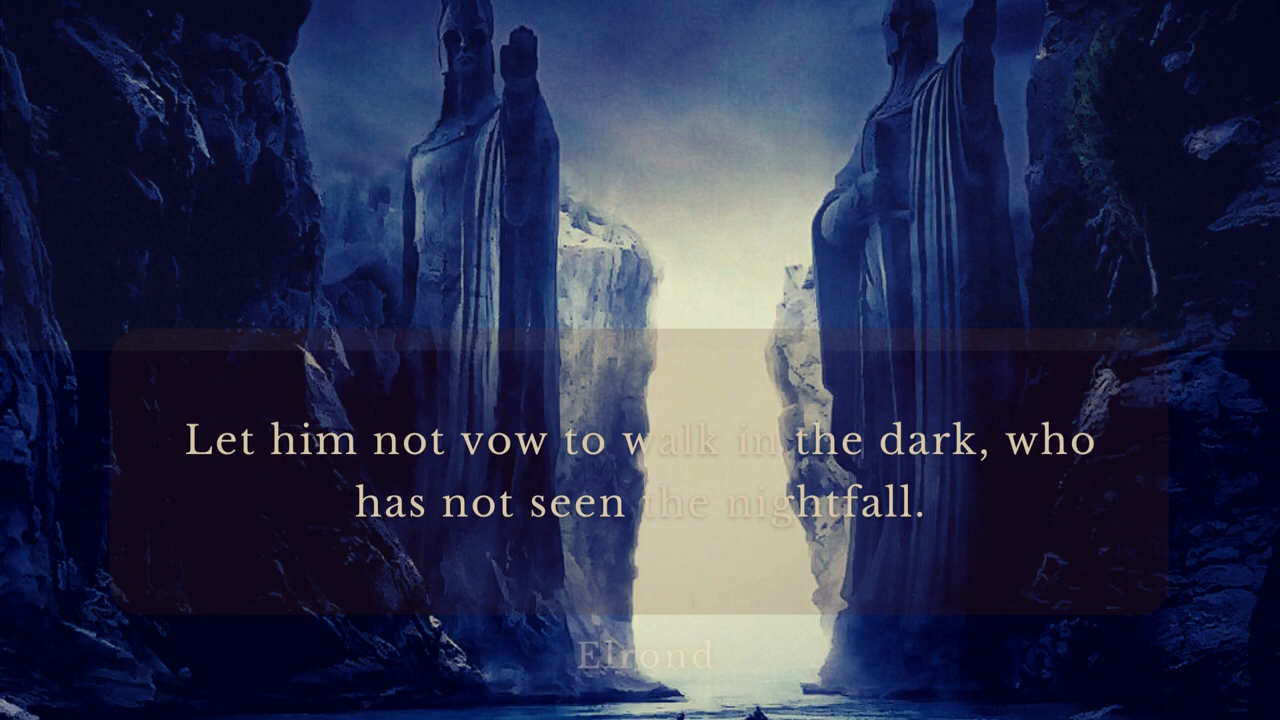 Let him not vow to walk in the dark, who
has not seen the nightfall.
Elrond